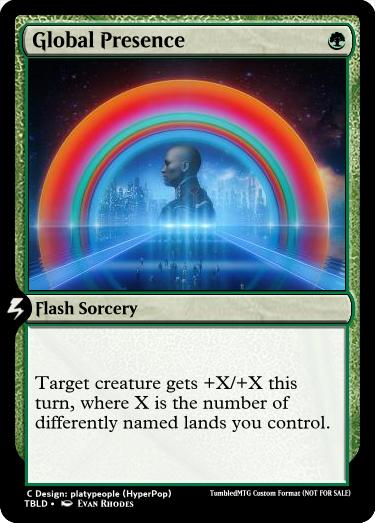 Global Presence
Flash Sorcery
Target creature gets +X/+X this
turn, where X is the number of
differently named lands you control.
C Design: platypeople (HyperPop)
TumbledMTG Custom Format (NOT FOR SALE)
TBLD • Evan Rhodes